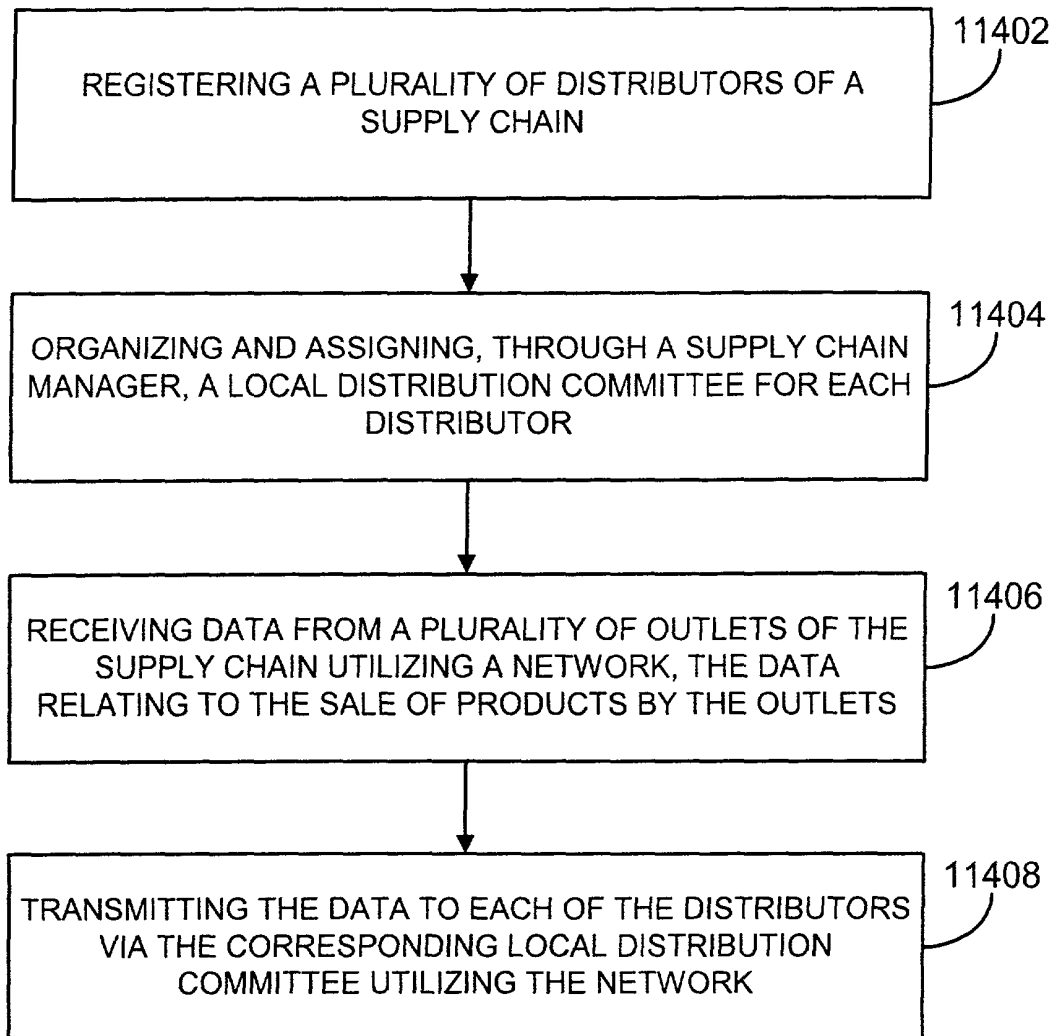 11402
REGISTERING A PLURALITY OF DISTRIBUTORS OF A
SUPPLY CHAIN
11404
ORGANIZING AND ASSIGNING, THROUGH A SUPPLY CHAIN
MANAGER, A LOCAL DISTRIBUTION COMMITTEE FOR EACH
DISTRIBUTOR
11406
RECEIVING DATA FROM A PLURALITY OF OUTLETS OF THE
SUPPLY CHAIN UTILIZING A NETWORK, THE DATA
RELATING TO THE SALE OF PRODUCTS BY THE OUTLETS
11408
TRANSMITTING THE DATA TO EACH OF THE DISTRIBUTORS
VIA THE CORRESPONDING LOCAL DISTRIBUTION
COMMITTEE UTILIZING THE NETWORK